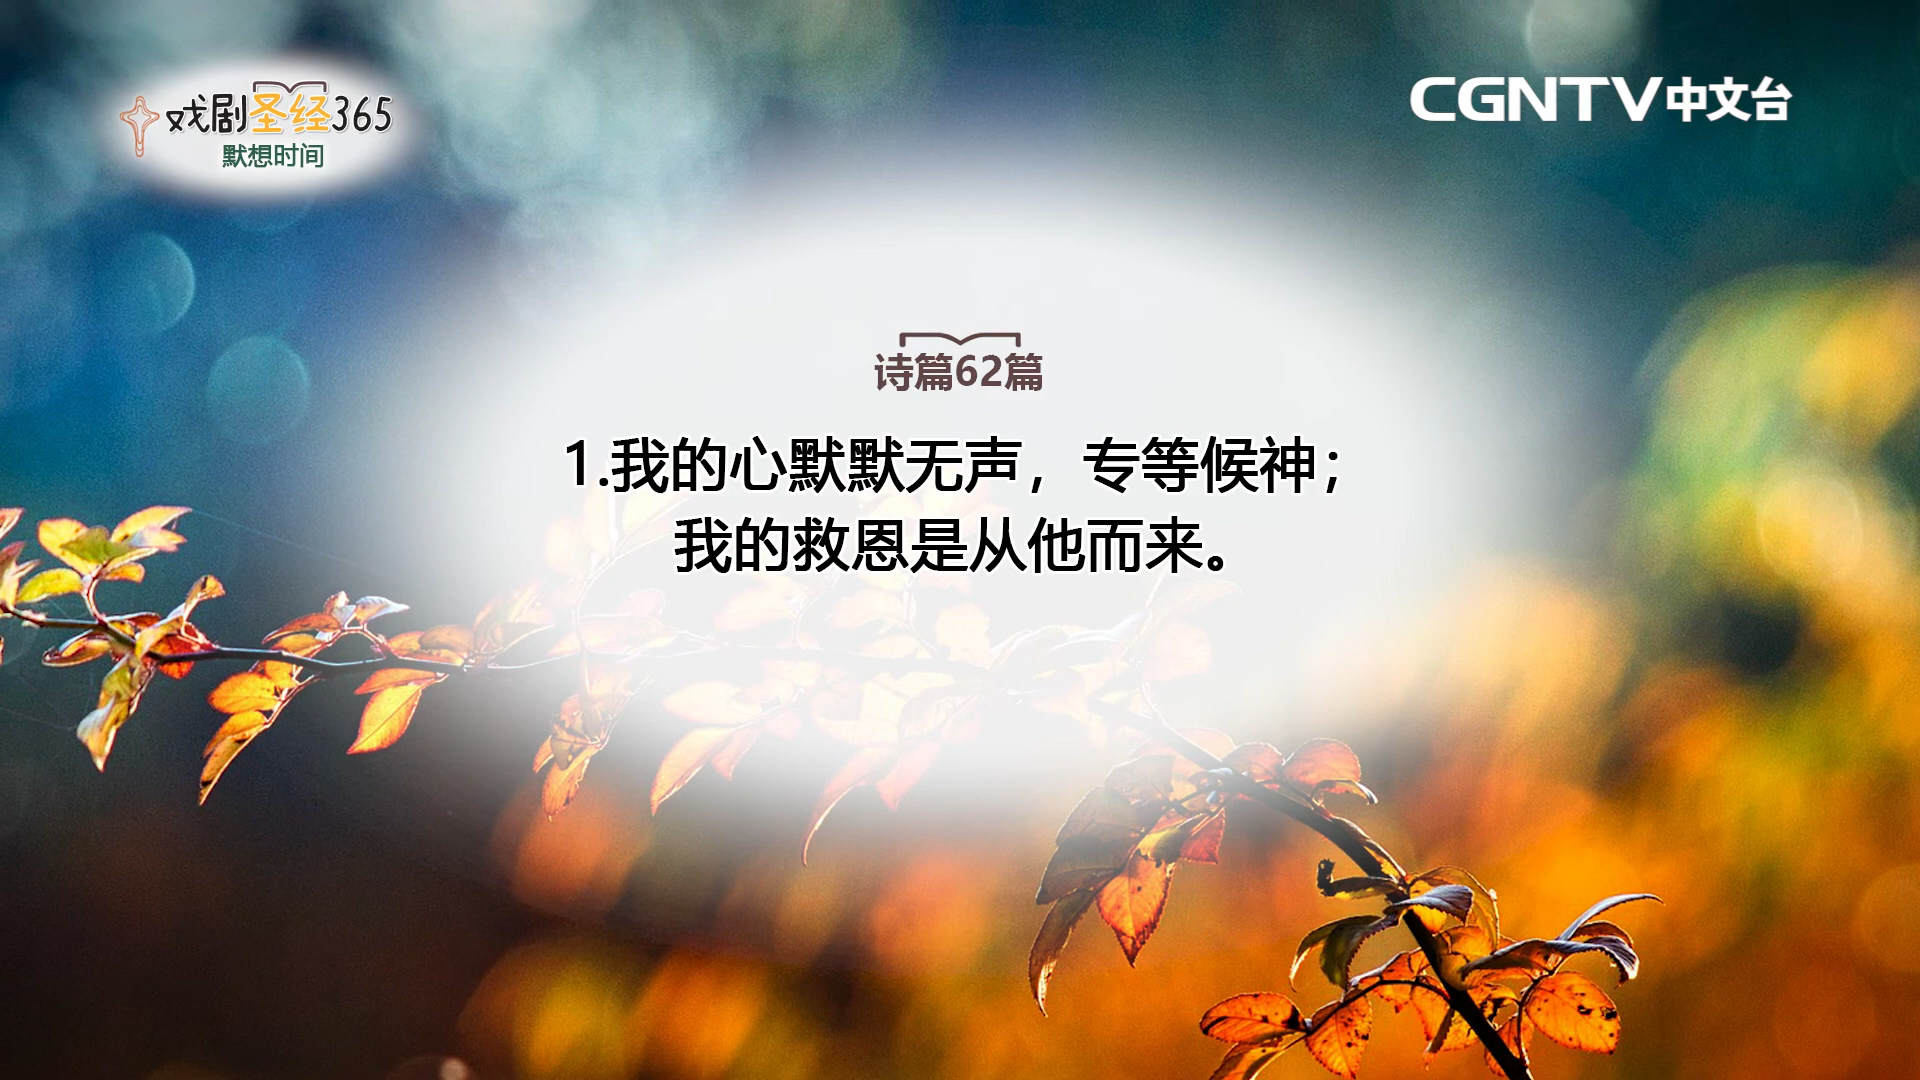 戏剧圣经365
默想时间
CGNTV中文台
诗篇62篇
1.我的心默默无声，专等候神；
我的救恩是从他而来。